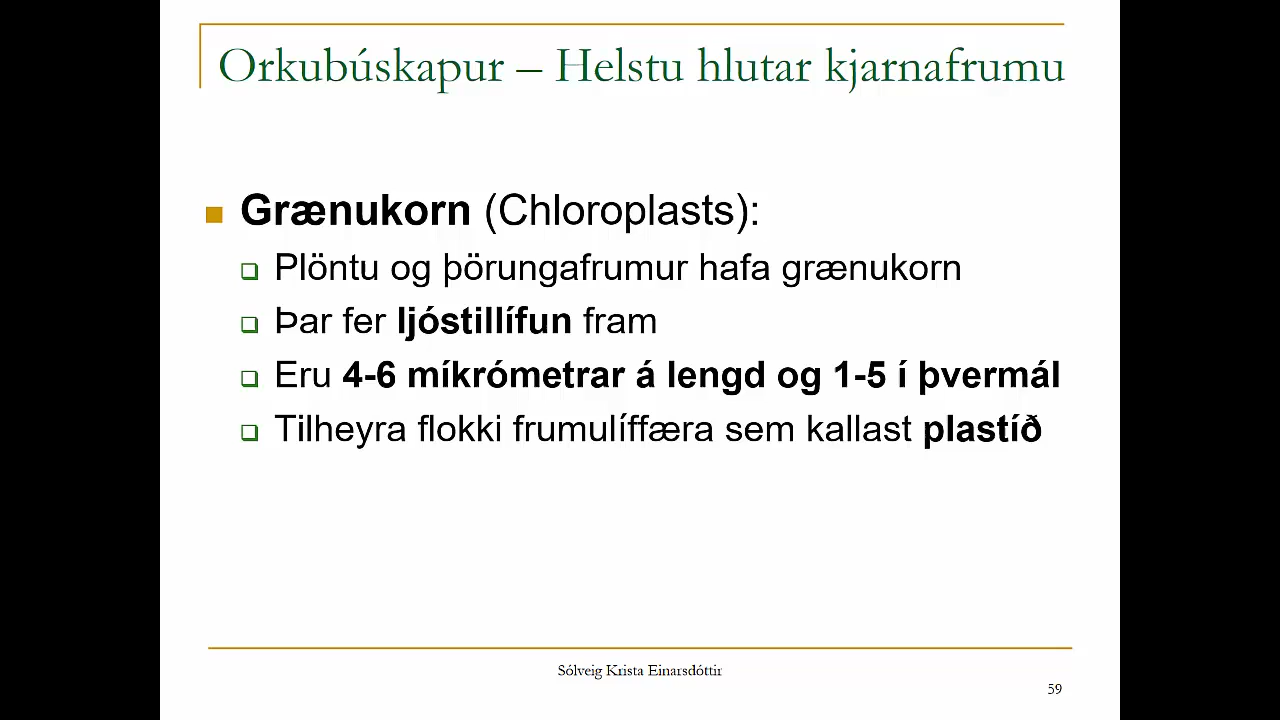 Orkubúskapur – Helstu hlutar kjarnafrumu
Grænukorn (Chloroplasts):
Plöntu og þörungafrumur hafa grænukorn
Þar fer ljóstillífun fram
Eru 4-6 míkrómetrar á lengd og 1-5 í þvermál
Tilheyra flokki frumulíffæra sem kallast plastíð
Sólveig Krista Einarsdóttir
59